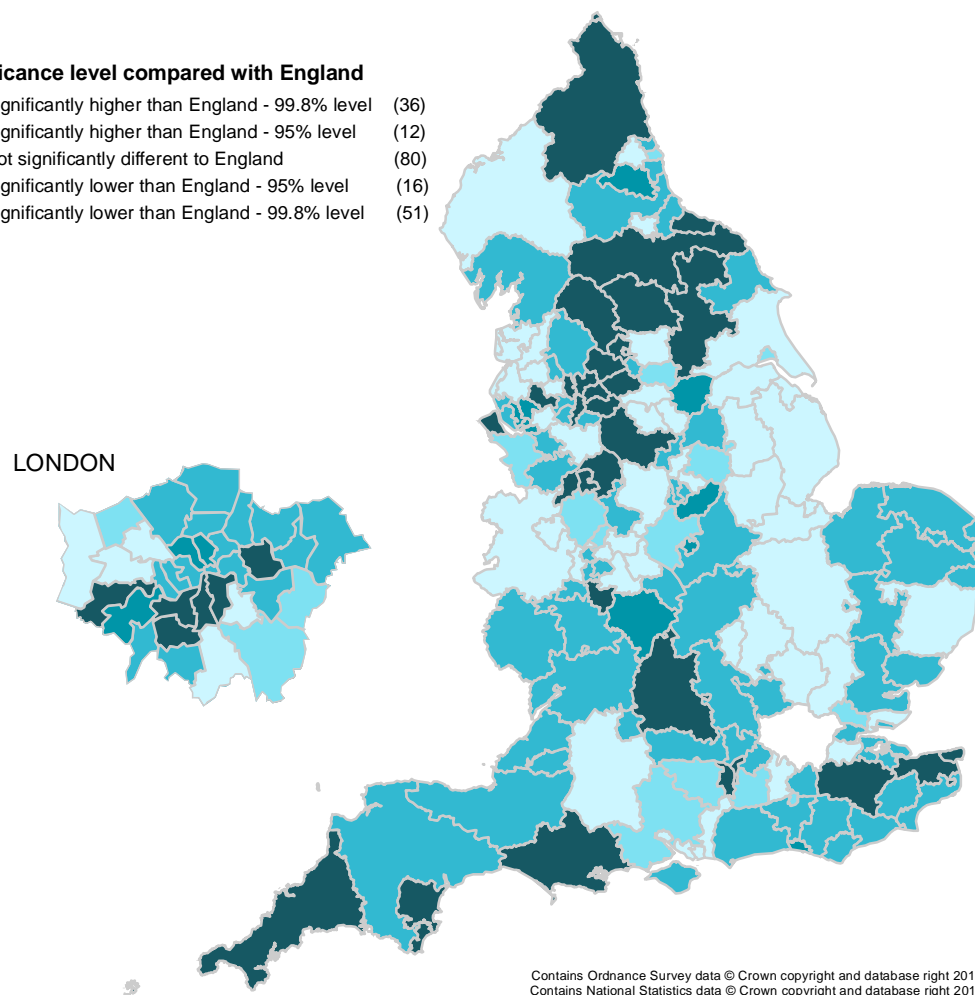 icance level compared with England
gnificantly higher than England - 99.8% level (36)
gnificantly higher than England - 95% level (12)
ot significantly different to England (80)
gnificantly lower than England - 95% level (16)
gnificantly lower than England - 99.8% level (51)
LONDON
Contains Ordnance Survey data © Crown copyright and database right 201
Contains National Statistics data © Crown copyright and database right 201